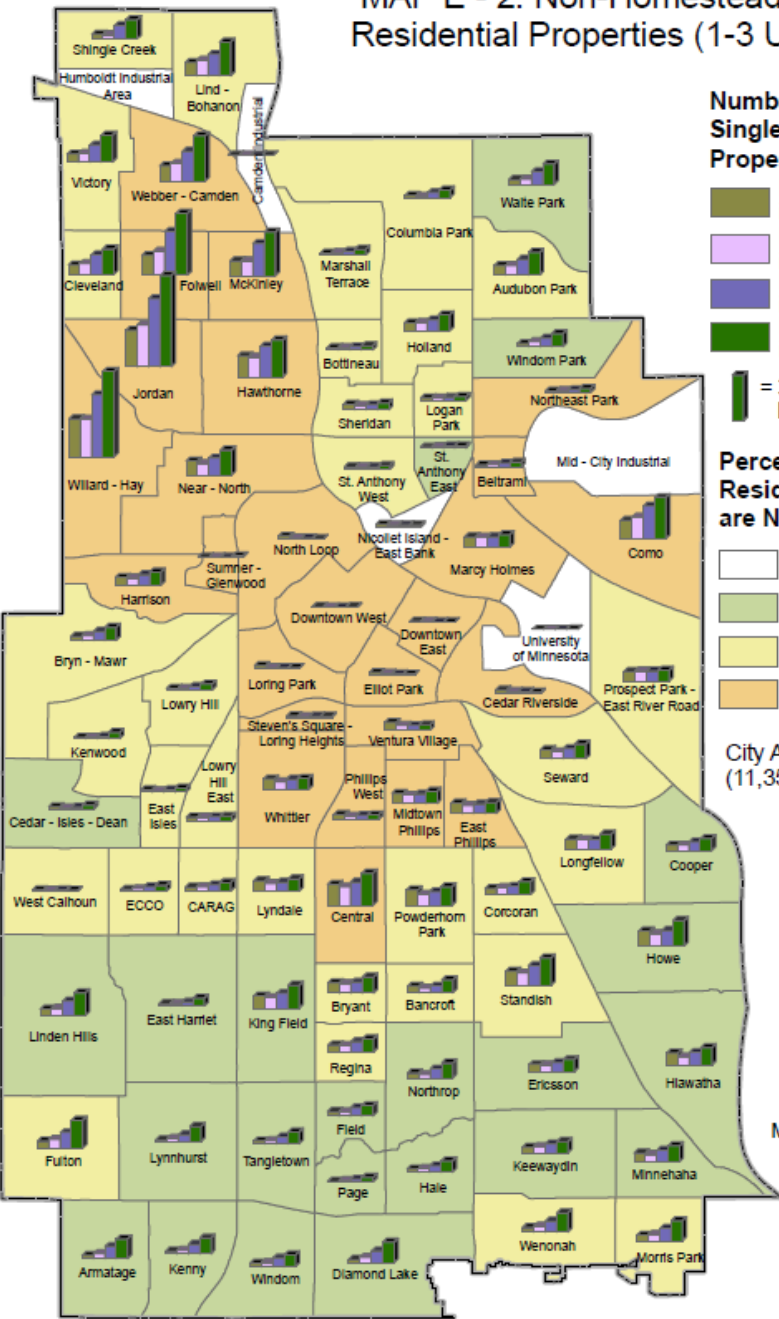 MAP E - 2: Non-Homestead
Residential Properties (1-3 U
Numb
Single
Prope
=
Perce
Resid
are N
City A
(11,35
M
Shingle Creek
Humboldt Industrial
Area
Lind -
Bohanon
Camden Industrial
Victory
Webber - Camden
Columbia Park
Waite Park
Cleveland
Folwell
McKinley
Marshall
Terrace
Audubon Park
Jordan
Hawthorne
Bottineau
Holland
Windom Park
Northeast Park
Sheridan
Logan
Park
Willard - Hay
Near - North
St. Anthony
West
St.
Anthony
East
Beltrami
Mid - City Industrial
North Loop
Nicollet Island -
East Bank
Marcy Holmes
Como
Sumner -
Glenwood
Harrison
Downtown West
Downtown
East
University
of Minnesota
Bryn - Mawr
Lowry Hill
Loring Park
Elliot Park
Cedar Riverside
Prospect Park -
East River Road
Kenwood
Steven's Square -
Loring Heights
Ventura Village
Seward
Lowry
Hill
East
Cedar - Isles - Dean
East
Isles
Whittier
Phillips
West
Midtown
Phillips
East
Phillips
Longfellow
Cooper
West Calhoun
ECCO
CARAG
Lyndale
Central
Powderhorn
Park
Corcoran
Howe
Linden Hills
East Harriet
King Field
Bryant
Bancroft
Standish
Regina
Northrop
Ericsson
Hiawatha
Fulton
Lynnhurst
Tangletown
Field
Page
Hale
Keewaydin
Minnehaha
Armatage
Kenny
Windom
Diamond Lake
Wenonah
Morris Park